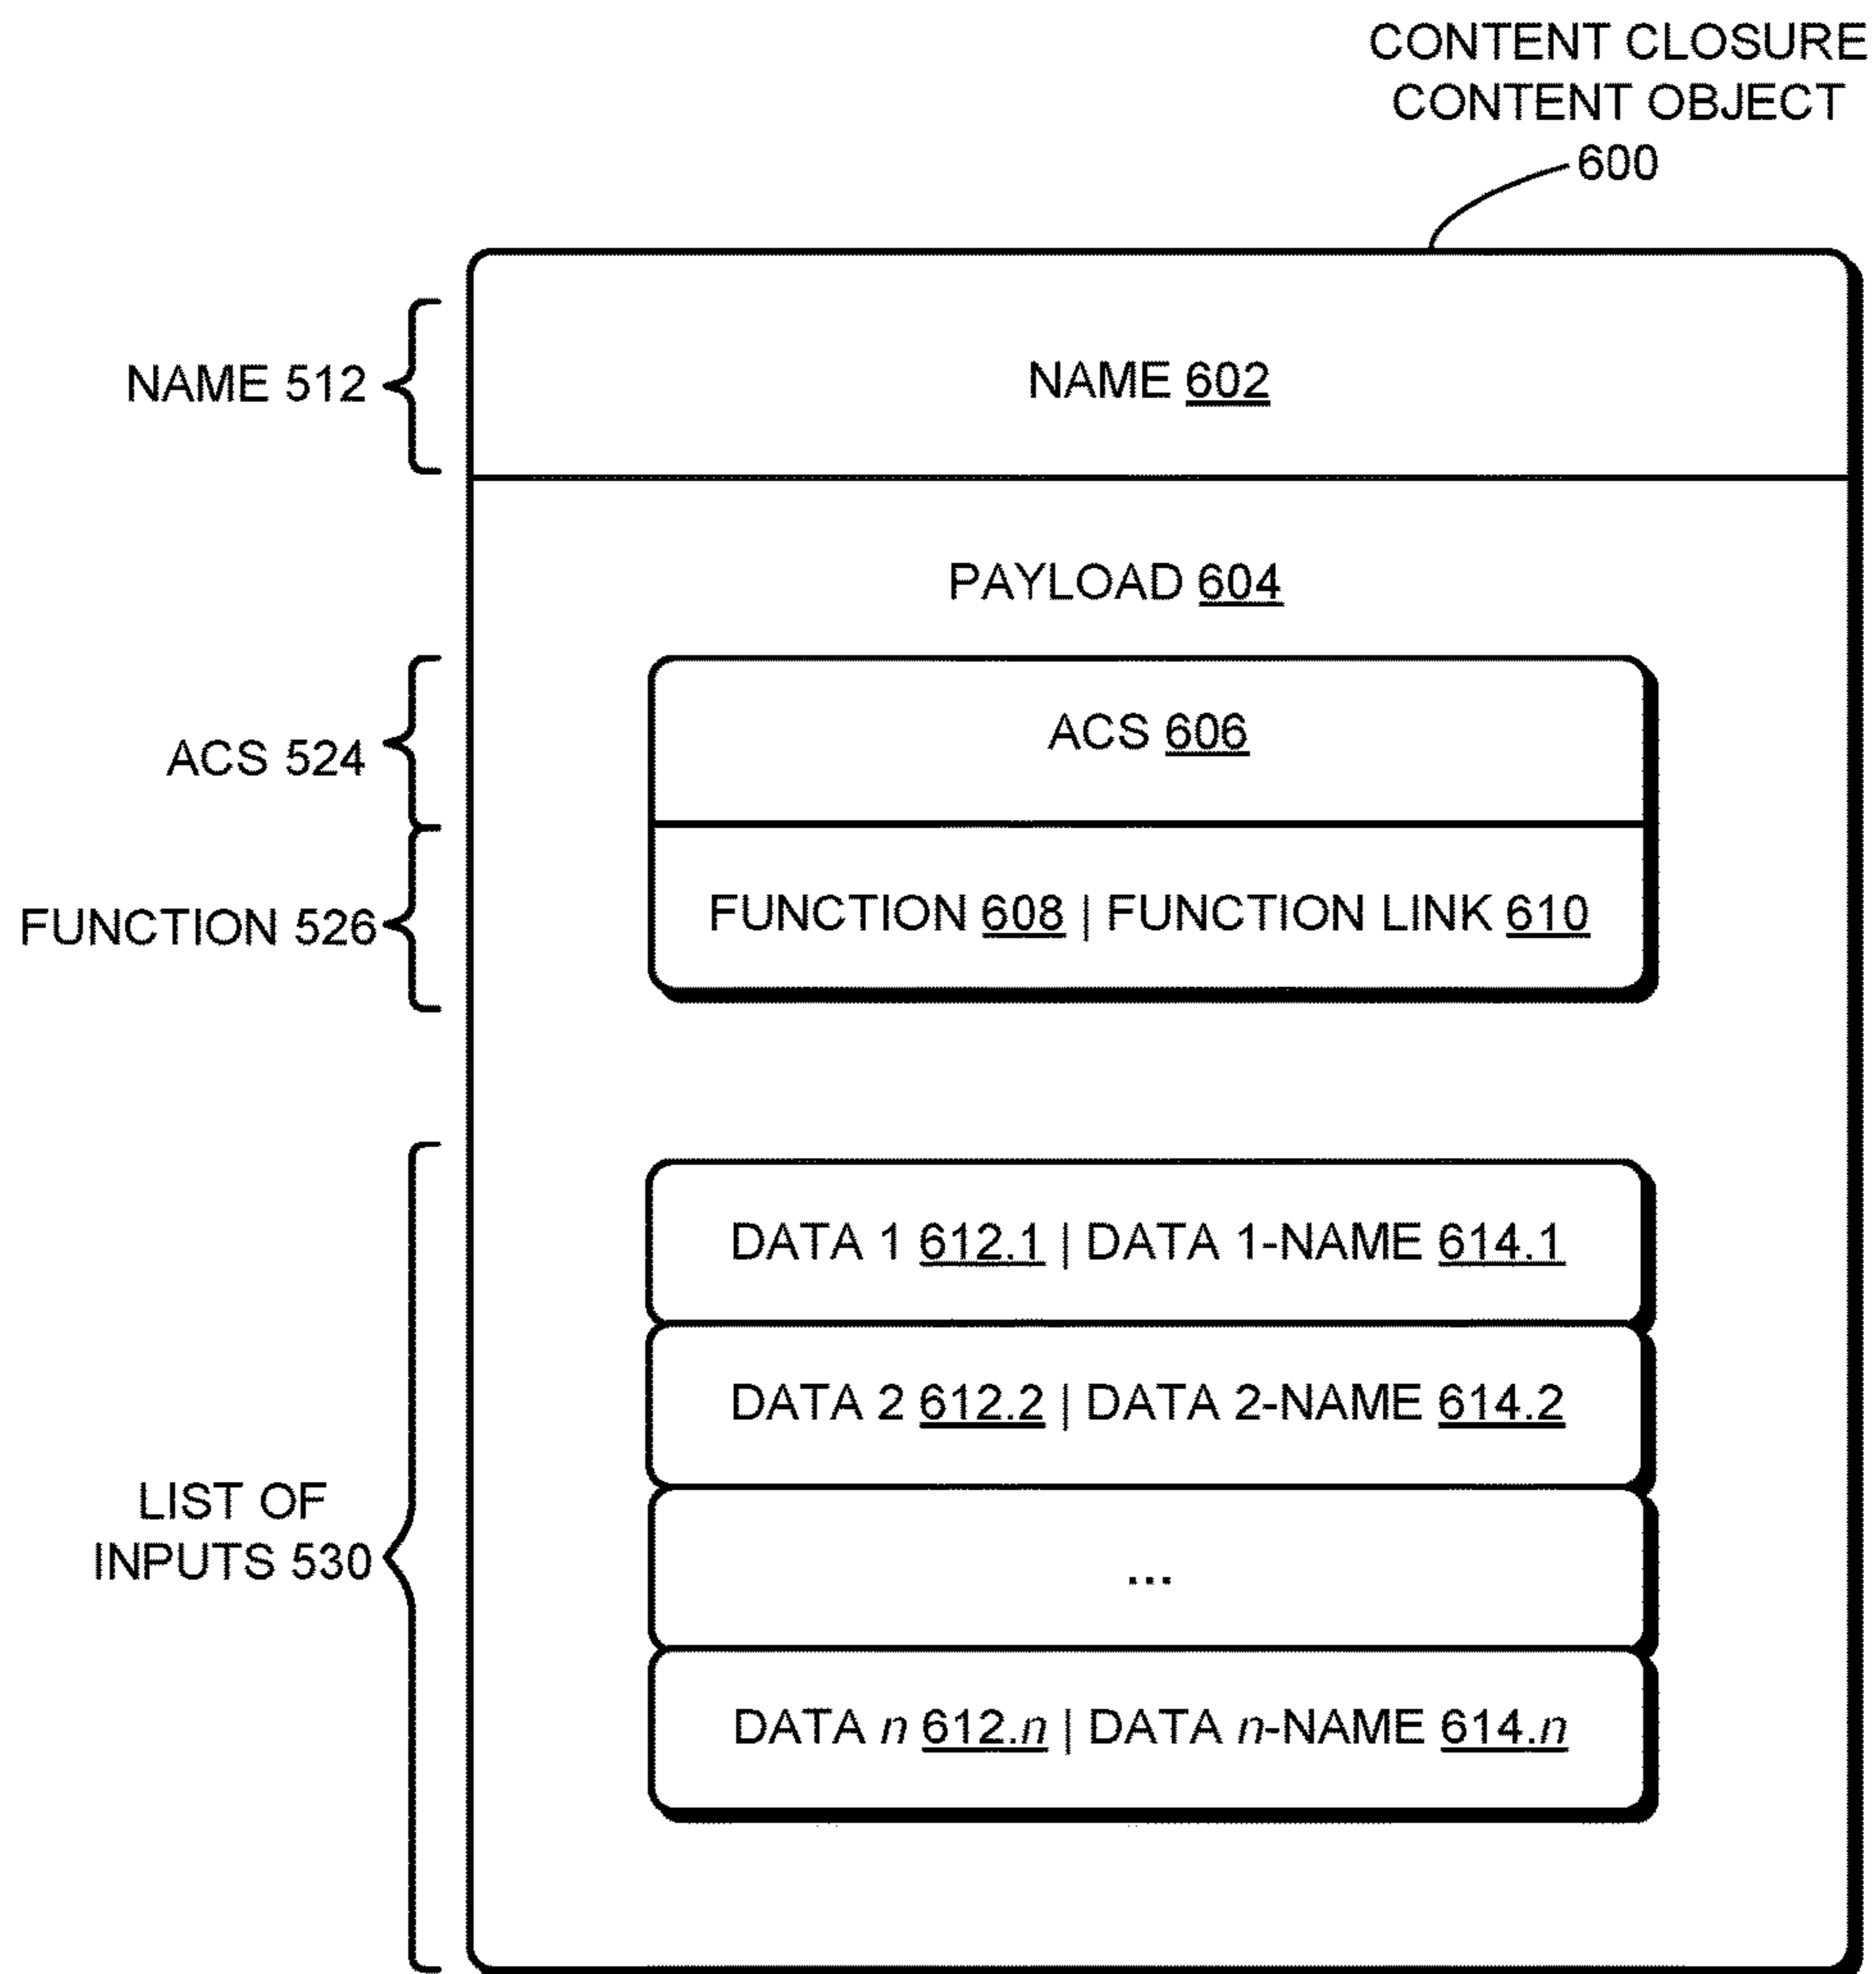 CONTENT CLOSURE
CONTENT OBJECT
600
NAME 512
NAME 602
PAYLOAD 604
ACS 524
ACS 606
FUNCTION 526
FUNCTION 608 | FUNCTION LINK 610
LIST OF
INPUTS 530
DATA 1 612.1 | DATA 1-NAME 614.1
DATA 2 612.2 | DATA 2-NAME 614.2
...
DATA n 612.n | DATA n-NAME 614.n